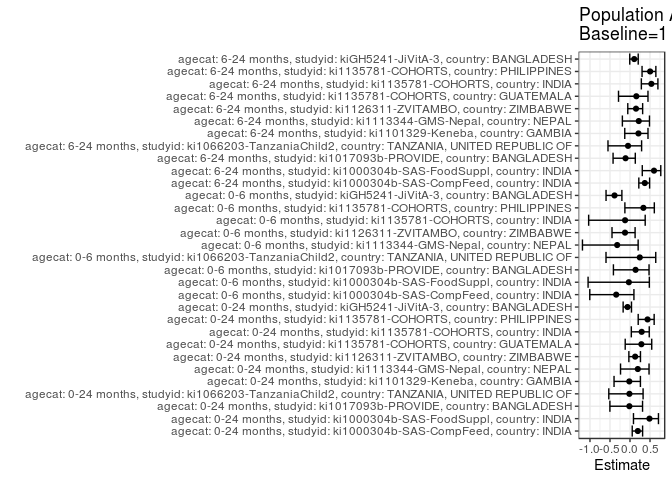 Population A
Baseline=1
agecat: 6-24 months, studyid: kiGH5241-JiVitA-3, country: BANGLADESH
agecat: 6-24 months, studyid: ki1135781-COHORTS, country: PHILIPPINES
agecat: 6-24 months, studyid: ki1135781-COHORTS, country: INDIA
agecat: 6-24 months, studyid: ki1135781-COHORTS, country: GUATEMALA
agecat: 6-24 months, studyid: ki1126311-ZVITAMBO, country: ZIMBABWE
agecat: 6-24 months, studyid: ki1113344-GMS-Nepal, country: NEPAL
agecat: 6-24 months, studyid: ki1101329-Keneba, country: GAMBIA
agecat: 6-24 months, studyid: ki1066203-TanzaniaChild2, country: TANZANIA, UNITED REPUBLIC OF
agecat: 6-24 months, studyid: ki1017093b-PROVIDE, country: BANGLADESH
agecat: 6-24 months, studyid: ki1000304b-SAS-FoodSuppl, country: INDIA
agecat: 6-24 months, studyid: ki1000304b-SAS-CompFeed, country: INDIA
agecat: 0-6 months, studyid: kiGH5241-JiVitA-3, country: BANGLADESH
agecat: 0-6 months, studyid: ki1135781-COHORTS, country: PHILIPPINES
agecat: 0-6 months, studyid: ki1135781-COHORTS, country: INDIA
agecat: 0-6 months, studyid: ki1126311-ZVITAMBO, country: ZIMBABWE
agecat: 0-6 months, studyid: ki1113344-GMS-Nepal, country: NEPAL
agecat: 0-6 months, studyid: ki1066203-TanzaniaChild2, country: TANZANIA, UNITED REPUBLIC OF
agecat: 0-6 months, studyid: ki1017093b-PROVIDE, country: BANGLADESH
agecat: 0-6 months, studyid: ki1000304b-SAS-FoodSuppl, country: INDIA
agecat: 0-6 months, studyid: ki1000304b-SAS-CompFeed, country: INDIA
agecat: 0-24 months, studyid: kiGH5241-JiVitA-3, country: BANGLADESH
agecat: 0-24 months, studyid: ki1135781-COHORTS, country: PHILIPPINES
agecat: 0-24 months, studyid: ki1135781-COHORTS, country: INDIA
agecat: 0-24 months, studyid: ki1135781-COHORTS, country: GUATEMALA
agecat: 0-24 months, studyid: ki1126311-ZVITAMBO, country: ZIMBABWE
agecat: 0-24 months, studyid: ki1113344-GMS-Nepal, country: NEPAL
agecat: 0-24 months, studyid: ki1101329-Keneba, country: GAMBIA
agecat: 0-24 months, studyid: ki1066203-TanzaniaChild2, country: TANZANIA, UNITED REPUBLIC OF
agecat: 0-24 months, studyid: ki1017093b-PROVIDE, country: BANGLADESH
agecat: 0-24 months, studyid: ki1000304b-SAS-FoodSuppl, country: INDIA
agecat: 0-24 months, studyid: ki1000304b-SAS-CompFeed, country: INDIA
-1.0 -0.5 0.0 0.5
Estimate